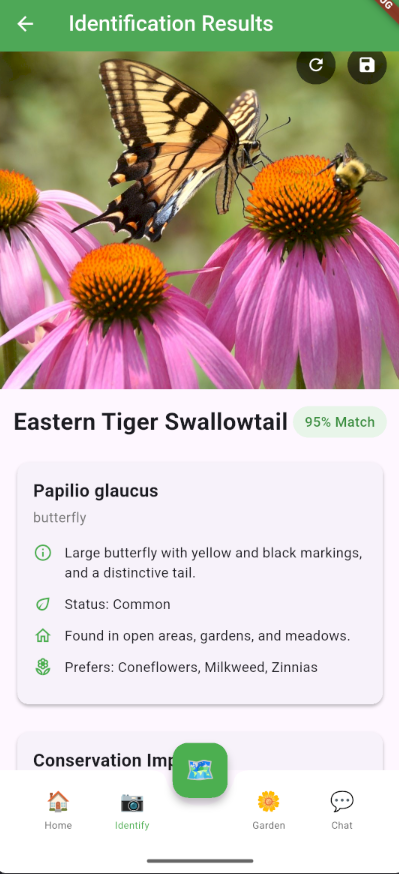 Identification Results
Eastern Tiger Swallowtail
95% Match
Papilio glaucus
butterfly
Large butterfly with yellow and black markings,
and a distinctive tail.
Status: Common
Found in open areas, gardens, and meadows.
Prefers: Coneflowers, Milkweed, Zinnias
Conservation
Home
Identify
Garden
Chat